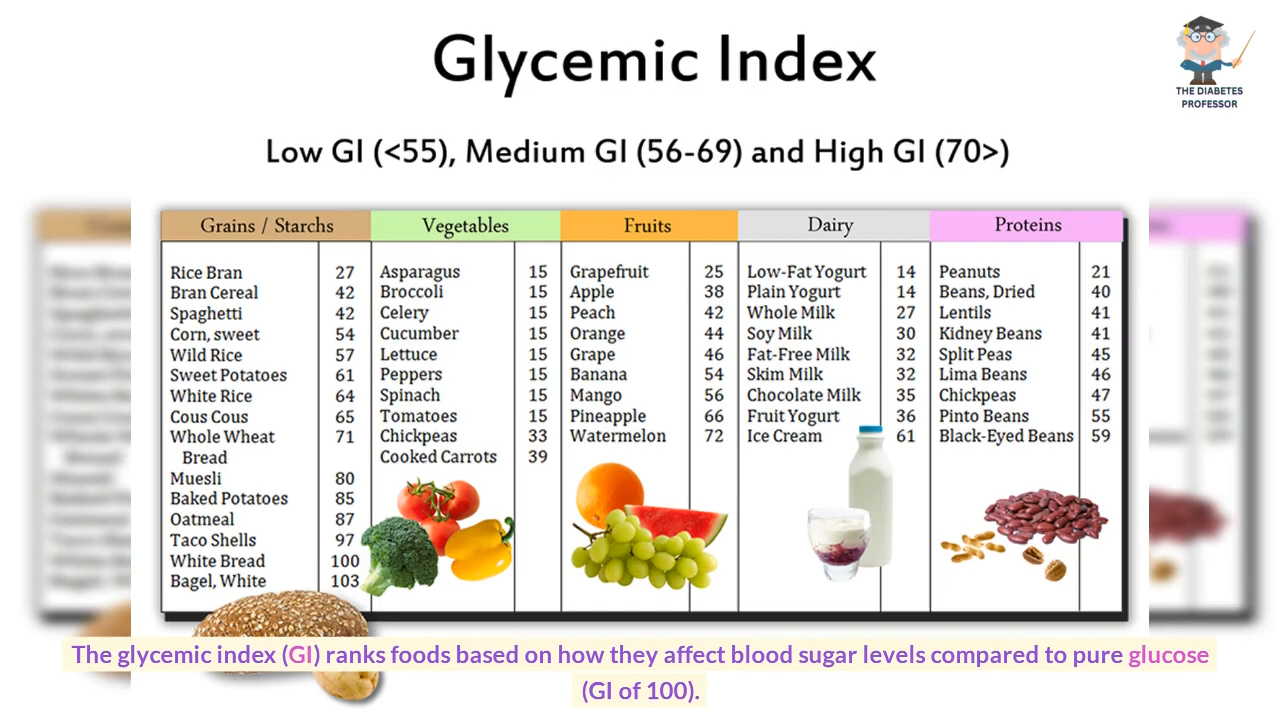 Glycemic Index
THE DIABETES
PROFESSOR
Low GI (<55), Medium GI (56-69) and High GI (70>)
Grains / Starchs
Rice Bran 27
Bran Cereal 42
Spaghetti 42
Corn, sweet 54
Wild Rice 57
Sweet Potatoes 61
White Rice 64
Cous Cous 65
Whole Wheat 71
Bread
Muesli 80
Baked Potatoes 85
Oatmeal 87
Taco Shells 97
White Bread 100
Bagel, White 103
Vegetables
Asparagus 15
Broccoli 15
Celery 15
Cucumber 15
Lettuce 15
Peppers 15
Spinach 15
Tomatoes 15
Chickpeas 33
Cooked Carrots 39
Fruits
Grapefruit 25
Apple 38
Peach 42
Orange 44
Grape 46
Banana 54
Mango 56
Pineapple 66
Watermelon 72
Dairy
Low-Fat Yogurt 14
Plain Yogurt 14
Whole Milk 27
Soy Milk 30
Fat-Free Milk 32
Skim Milk 32
Chocolate Milk 35
Fruit Yogurt 36
Ice Cream 61
Proteins
Peanuts 21
Beans, Dried 40
Lentils 41
Kidney Beans 41
Split Peas 45
Lima Beans 46
Chickpeas 47
Pinto Beans 55
Black-Eyed Beans 59
The glycemic index (GI) ranks foods based on how they affect blood sugar levels compared to pure glucose
(GI of 100).